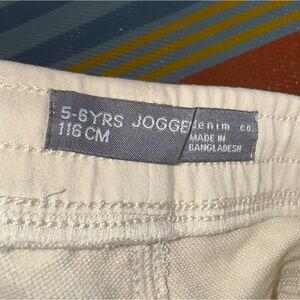 5-6YRS JOGGE
116 CM
denim co.
MADE IN
BANGLADESH